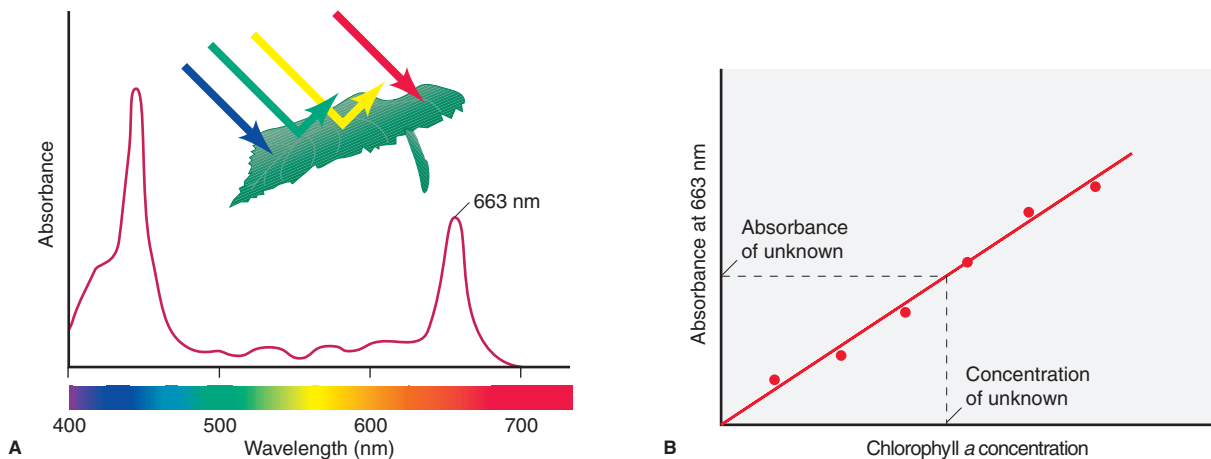 Absorbance
663 nm
400
500
600
700
Wavelength (nm)
A
Absorbance at 663 nm
Absorbance
of unknown
Concentration
of unknown
Chlorophyll a concentration
B